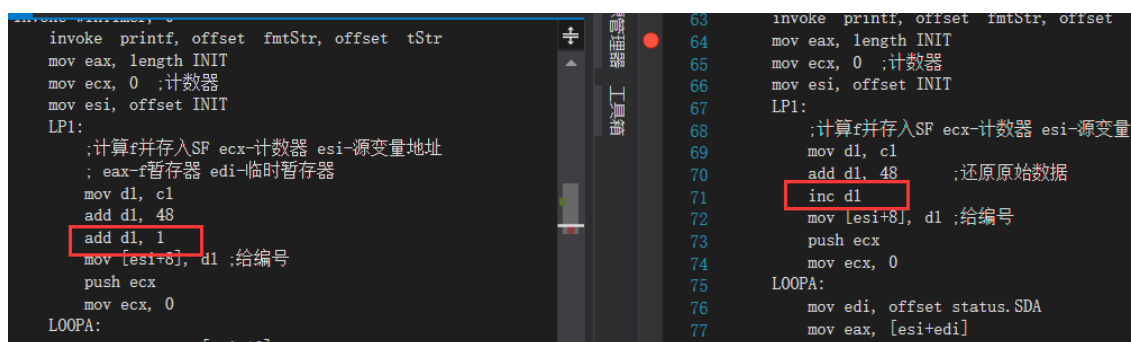 invoke printf, offset fmtStr, offset tStr
mov eax, length INIT
mov ecx, 0 ;计数器
mov esi, offset INIT
LP1:
;计算f并存入SF ecx-计数器 esi-源变量地址
; eax-f暂存器 edi-临时暂存器
mov dl, cl
add dl, 48
add dl, 1
mov [esi+8], dl ;给编号
push ecx
mov ecx, 0
LOOPA:
管理器
工具箱
63 invoke printf, offset fmtStr, offset
64 mov eax, length INIT
65 mov ecx, 0 ;计数器
66 mov esi, offset INIT
67 LP1:
68 ;计算f并存入SF ecx-计数器 esi-源变量
69 mov dl, cl
70 add dl, 48 ;还原原始数据
71 inc dl
72 mov [esi+8], dl ;给编号
73 push ecx
74 mov ecx, 0
75 LOOPA:
76 mov edi, offset status.SDA
77 mov eax, [esi+edi]